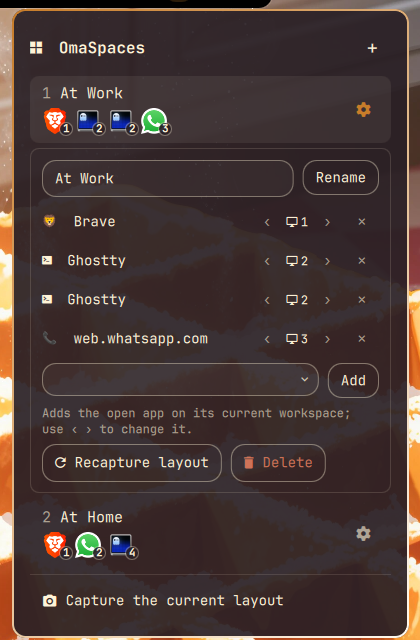 OmaSpaces +
1 At Work
1 2 2 3
At Work Rename
Brave ‹ 1 › ×
Ghostty ‹ 2 › ×
Ghostty ‹ 2 › ×
web.whatsapp.com ‹ 3 › ×
Add
Adds the open app on its current workspace;
use ‹ › to change it.
Recapture layout Delete
2 At Home
1 2 4
Capture the current layout